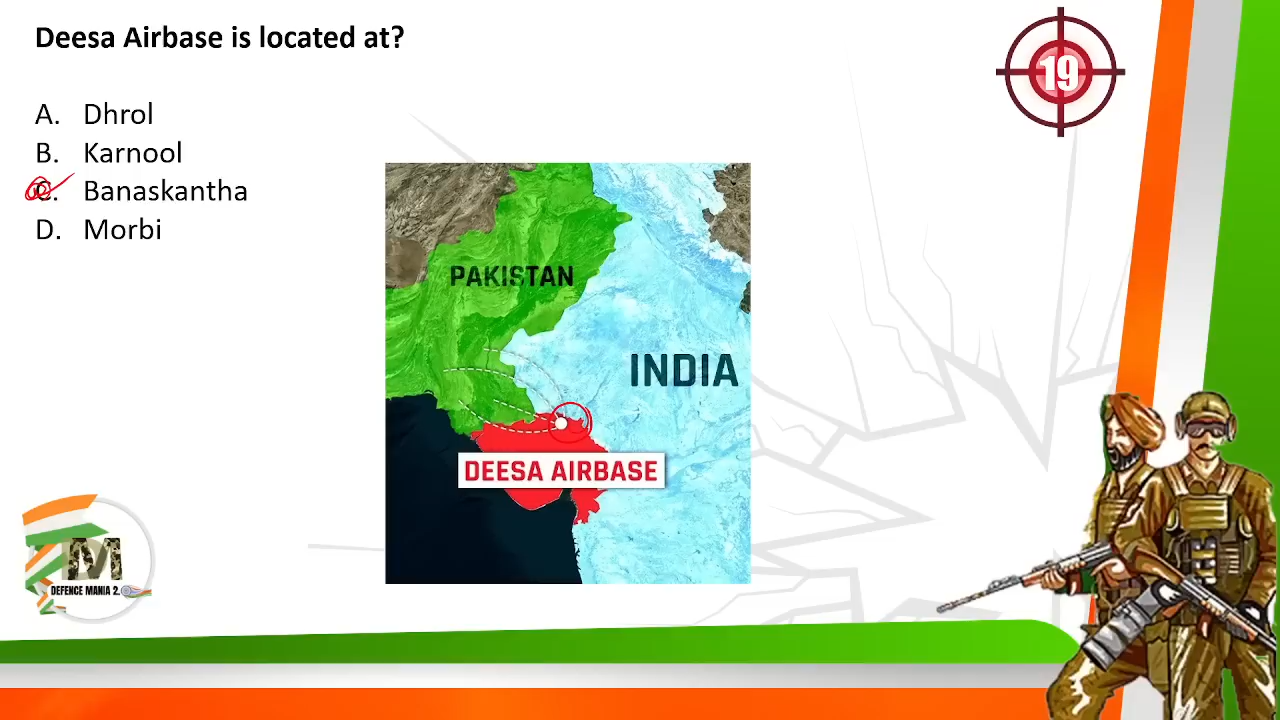 Deesa Airbase is located at?
19
A. Dhrol
B. Karnool
C. Banaskantha
D. Morbi
PAKISTAN
INDIA
DEESA AIRBASE
M
DEFENCE MANIA 2.